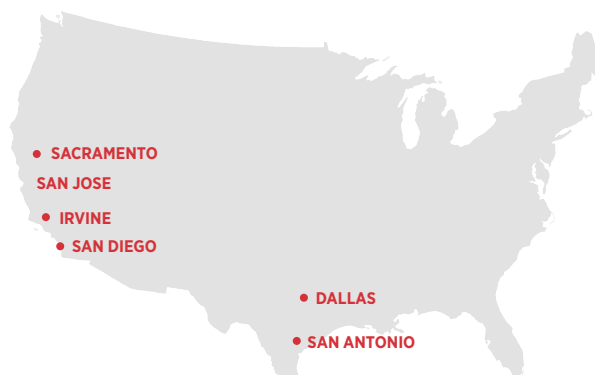 SACRAMENTO
SAN JOSE
IRVINE
SAN DIEGO
DALLAS
SAN ANTONIO